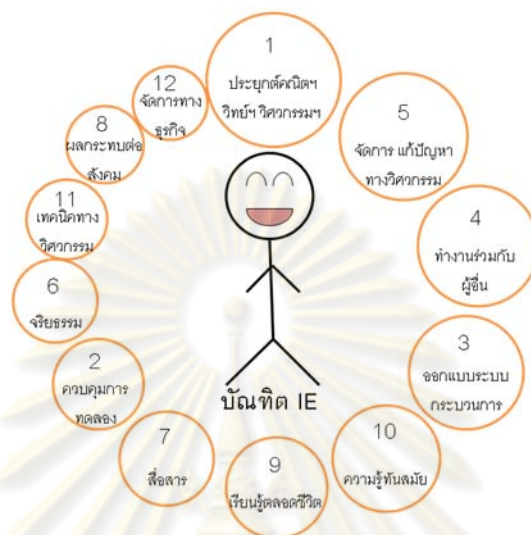 1
ประยุกต์คณิตฯ
วิทย์ฯ วิศวกรรมฯ
5
จัดการ แก้ปัญหา
ทางวิศวกรรม
4
ทำงานร่วมกับ
ผู้อื่น
3
ออกแบบระบบ
กระบวนการ
10
ความรู้ทันสมัย
9
เรียนรู้ตลอดชีวิต
7
สื่อสาร
2
ควบคุมการ
ทดลอง
6
จริยธรรม
11
เทคนิคทาง
วิศวกรรม
8
ผลกระทบต่อ
สังคม
12
จัดการทาง
ธุรกิจ
บัณฑิต IE